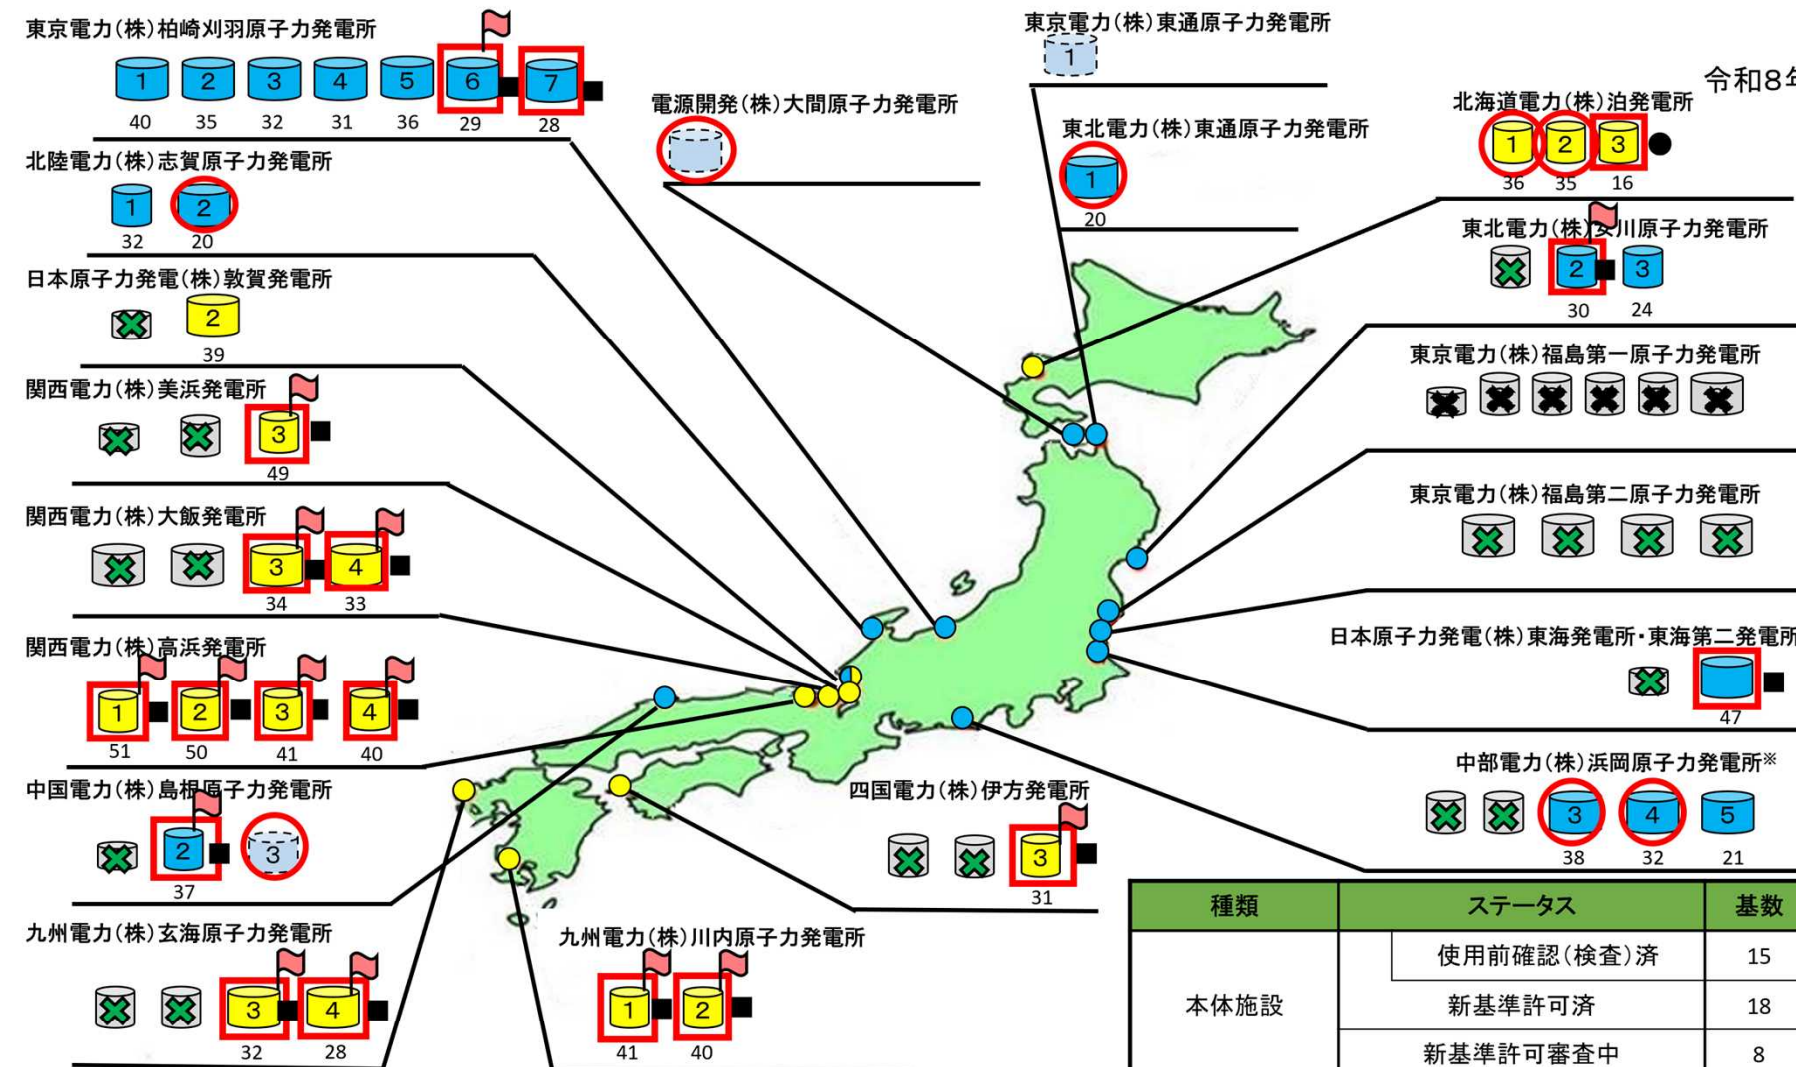 東京電力(株)柏崎刈羽原子力発電所
1 2 3 4 5 6 7
40 35 32 31 36 29 28
北陸電力(株)志賀原子力発電所
1 2
32 20
日本原子力発電(株)敦賀発電所
2
39
関西電力(株)美浜発電所
3
49
関西電力(株)大飯発電所
3 4
34 33
関西電力(株)高浜発電所
1 2 3 4
51 50 41 40
中国電力(株)島根原子力発電所
2 3
37
九州電力(株)玄海原子力発電所
3 4
32 28
電源開発(株)大間原子力発電所
東京電力(株)東通原子力発電所
1
東北電力(株)東通原子力発電所
1
20
令和8年
北海道電力(株)泊発電所
1 2 3
36 35 16
東北電力(株)女川原子力発電所
2 3
30 24
東京電力(株)福島第一原子力発電所
東京電力(株)福島第二原子力発電所
日本原子力発電(株)東海発電所・東海第二発電所
47
中部電力(株)浜岡原子力発電所※
3 4 5
38 32 21
四国電力(株)伊方発電所
3
31
九州電力(株)川内原子力発電所
1 2
41 40
種類 ステータス 基数
本体施設
使用前確認(検査)済 15
新基準許可済 18
新基準許可審査中 8